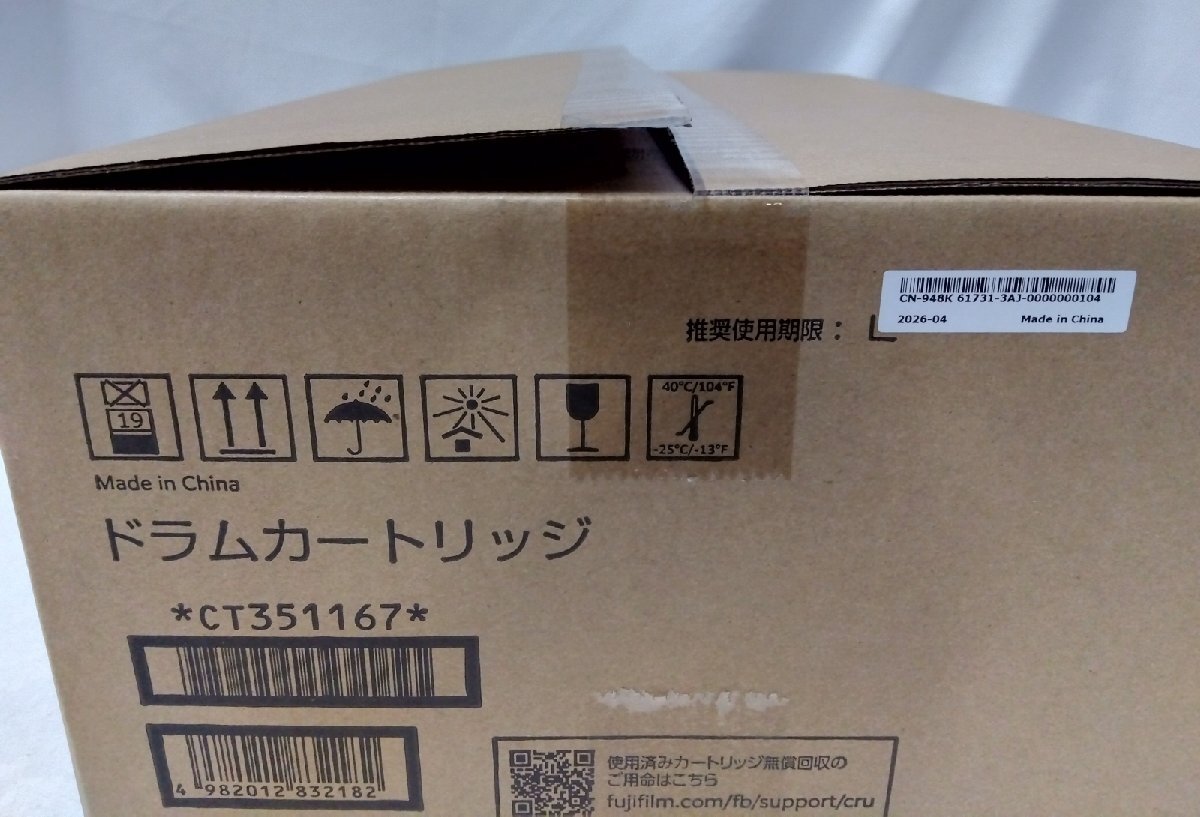 CN-948K 61731-3AJ-0000000104
2026-04 Made in China
推奨使用期限：
19
40°C/104°F
-25°C/-13°F
Made in China
ドラムカートリッジ
*CT351167*
4 982012 832182
使用済みカートリッジ無償回収の
ご用命はこちら
fujifilm.com/fb/support/cru